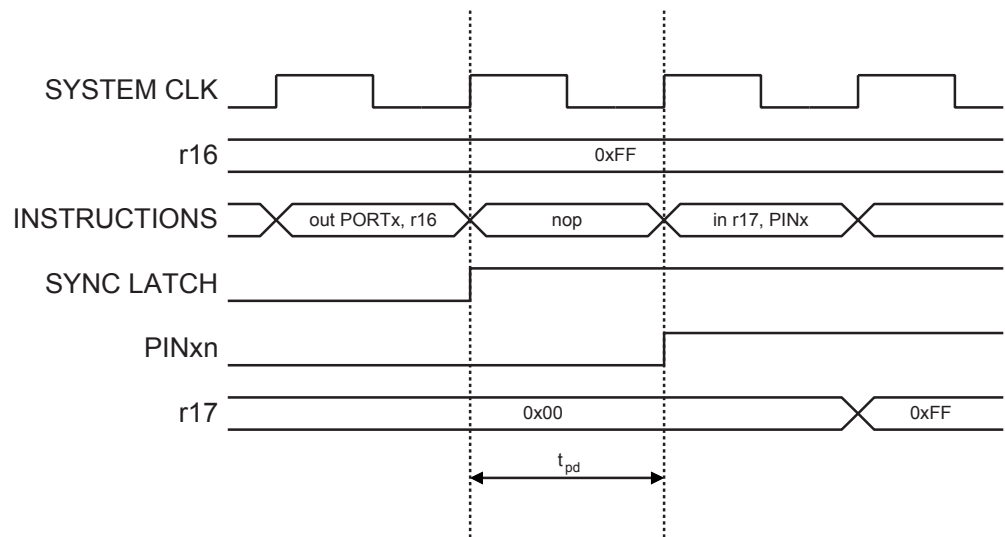 SYSTEM CLK
r16
0xFF
INSTRUCTIONS
out PORTx, r16
nop
in r17, PINx
SYNC LATCH
PINxn
r17
0x00
0xFF
tpd